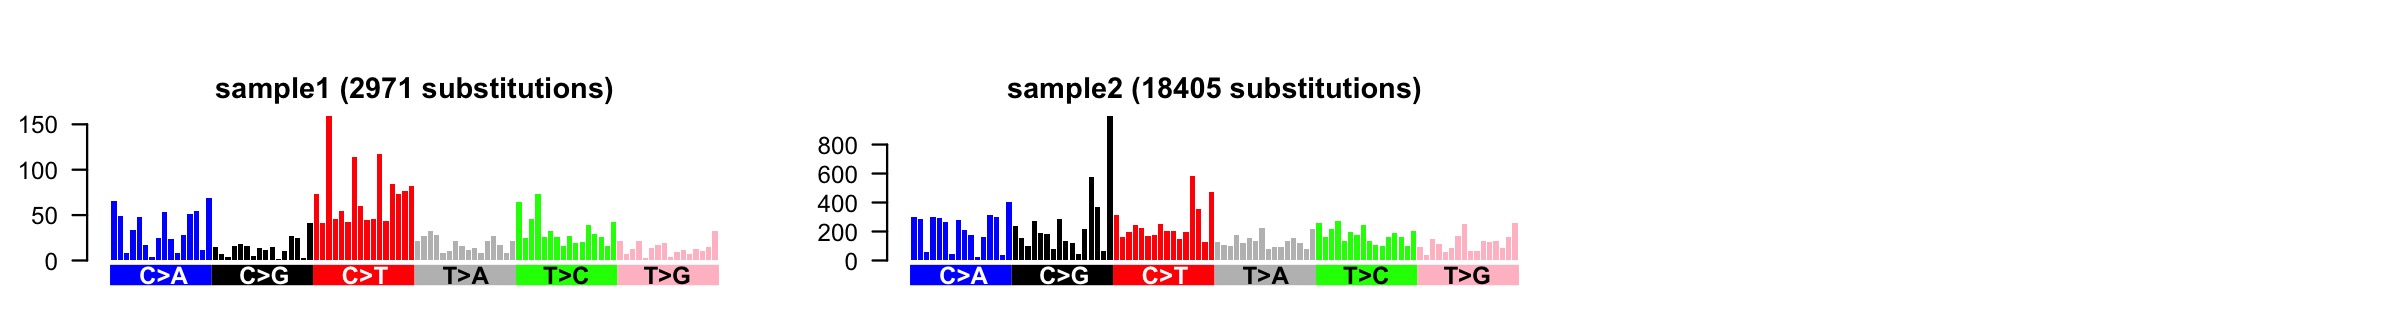 sample1 (2971 substitutions)
150
100
50
0
C>A C>G C>T T>A T>C T>G
sample2 (18405 substitutions)
800
600
400
200
0
C>A C>G C>T T>A T>C T>G